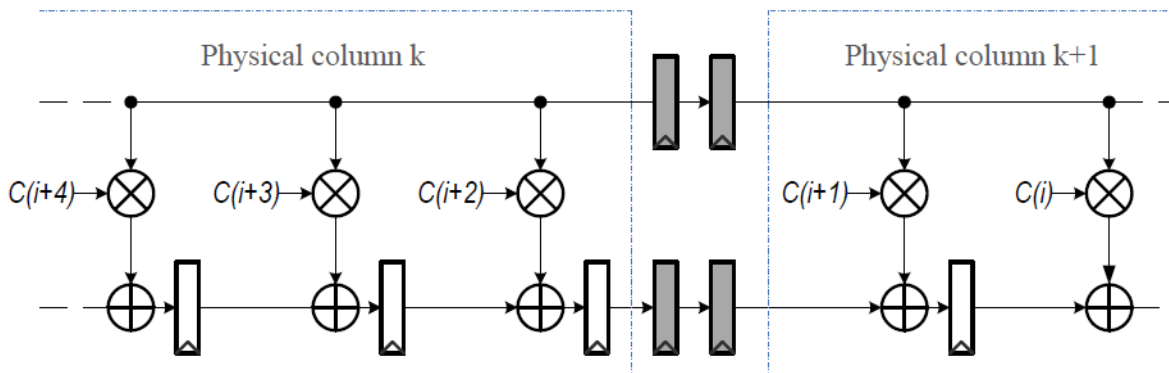 Physical column k
Physical column k+1
C(i+4)
C(i+3)
C(i+2)
C(i+1)
C(i)